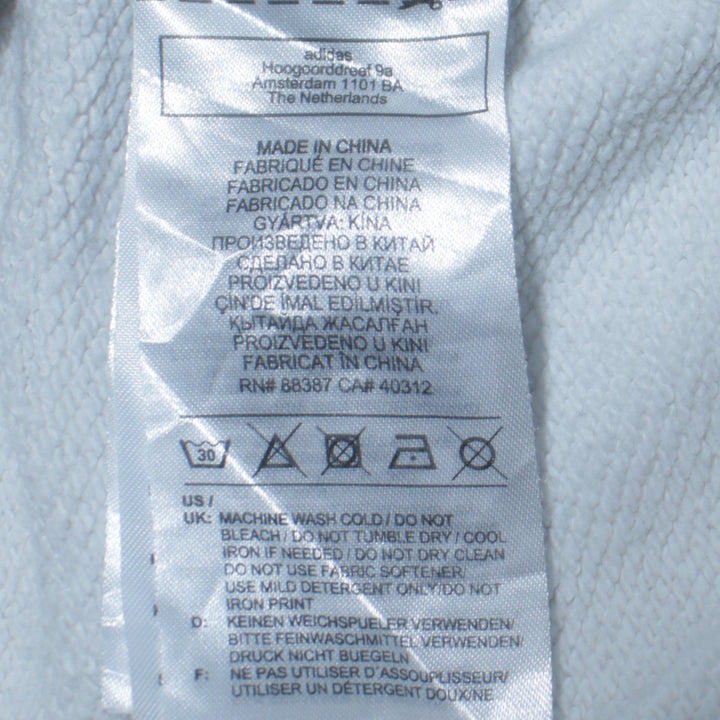 adidas
Hoogoorddreef 9a
Amsterdam 1101 BA
The Netherlands
MADE IN CHINA
FABRIQUÉ EN CHINE
FABRICADO EN CHINA
FABRICADO NA CHINA
GYÁRTVA: KÍNA
ПРОИЗВЕДЕНО В КИТАЙ
СДЕЛАНО В КИТАЕ
PROIZVEDENO U KINI
ÇİN'DE İMAL EDİLMİŞTİR.
ҚЫТАЙДА ЖАСАЛҒАН
PROIZVEDENO U KINI
FABRICAT ÎN CHINA
RN# 88387 CA# 40312
30
US /
UK: MACHINE WASH COLD / DO NOT
BLEACH / DO NOT TUMBLE DRY / COOL
IRON IF NEEDED / DO NOT DRY CLEAN
DO NOT USE FABRIC SOFTENER/
USE MILD DETERGENT ONLY/DO NOT
IRON PRINT
D: KEINEN WEICHSPUELER VERWENDEN/
BITTE FEINWASCHMITTEL VERWENDEN/
DRUCK NICHT BUEGELN
F: NE PAS UTILISER D'ASSOUPLISSEUR/
UTILISER UN DÉTERGENT DOUX/NE